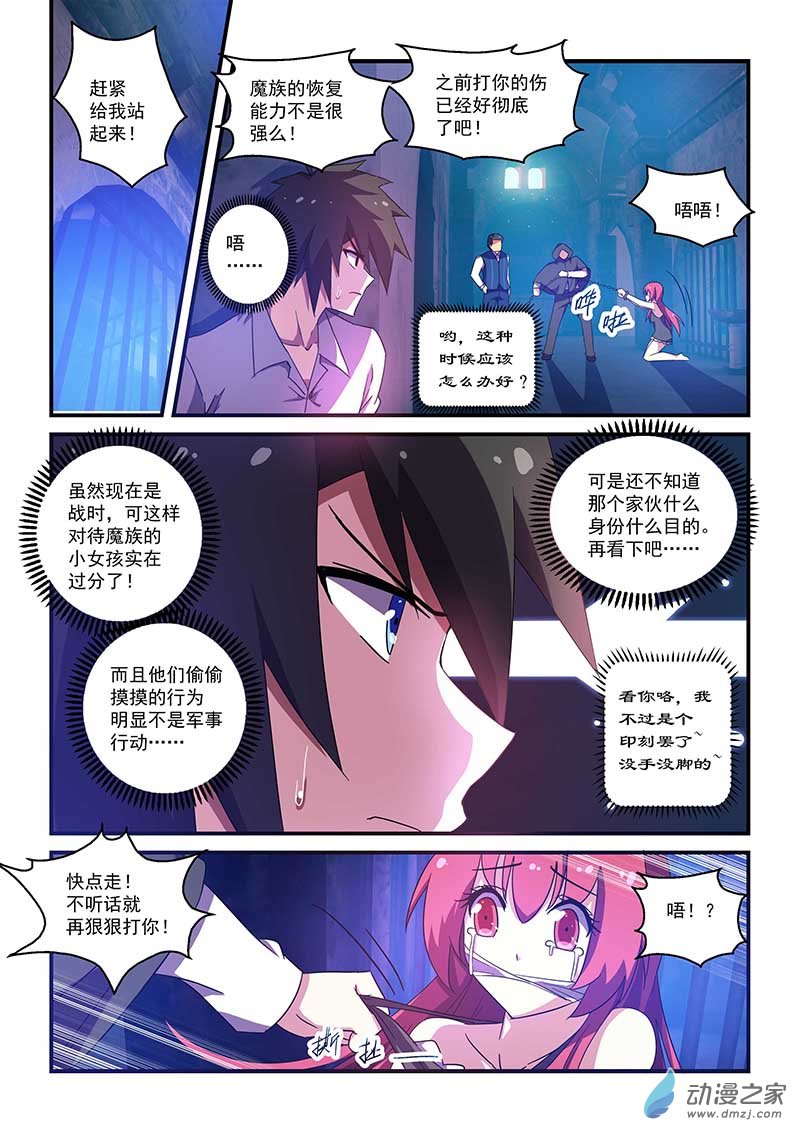 赶紧
给我站
起来！
魔族的恢复
能力不是很
强么！
之前打你的伤
已经好彻底
了吧！
唔唔！
唔
……
哗啦
哟，这种
时候应该
怎么办好？
虽然现在是
战时，可这样
对待魔族的
小女孩实在
过分了！
可是还不知道
那个家伙什么
身份什么目的。
再看下吧……
而且他们偷偷
摸摸的行为
明显不是军事
行动……
看你咯，我
不过是个
印刻罢了~
没手没脚的~
快点走！
不听话就
再狠狠打你！
唔！？
撕扯——
动漫之家
www.dmzj.com